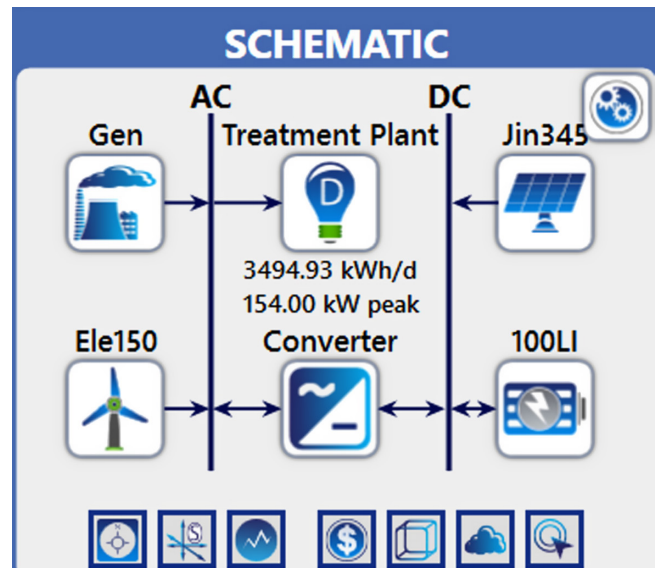 SCHEMATIC
AC DC
Gen Treatment Plant Jin345
D
3494.93 kWh/d
154.00 kW peak
Ele150 Converter 100LI
N
S
$